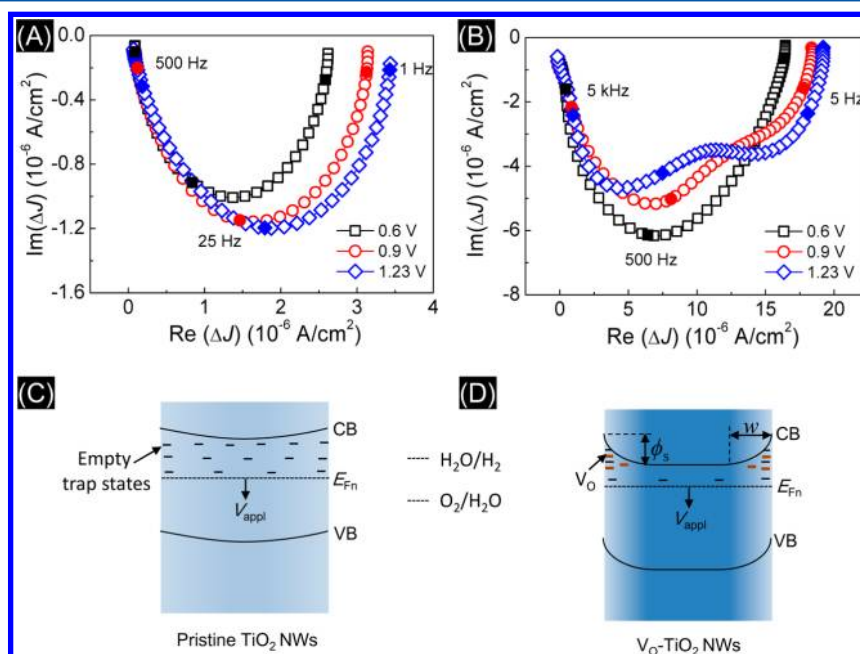 (A)
0.0
-0.4
-0.8
-1.2
-1.6
Im(ΔJ) (10⁻⁶ A/cm²)
500 Hz
1 Hz
25 Hz
0.6 V
0.9 V
1.23 V
0 1 2 3 4
Re (ΔJ) (10⁻⁶ A/cm²)
(B)
0
-2
-4
-6
-8
Im(ΔJ) (10⁻⁶ A/cm²)
5 kHz
5 Hz
500 Hz
0.6 V
0.9 V
1.23 V
0 5 10 15 20
Re (ΔJ) (10⁻⁶ A/cm²)
(C)
CB
Empty
trap states
E_Fn
V_appl
VB
Pristine TiO₂ NWs
H₂O/H₂
O₂/H₂O
(D)
w
CB
ϕ_s
V_O
E_Fn
V_appl
VB
V_O-TiO₂ NWs